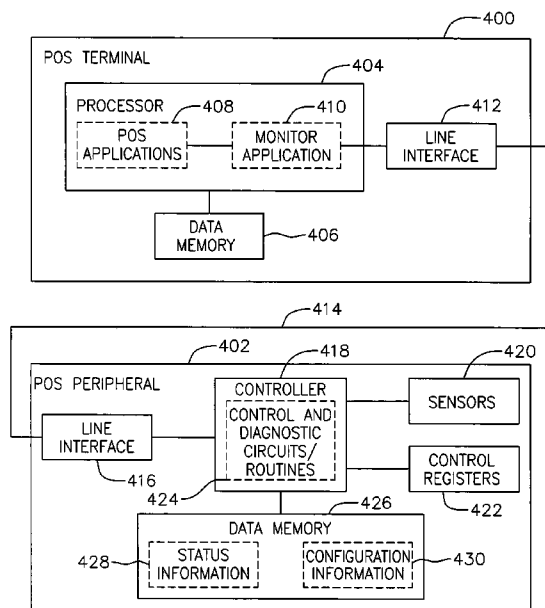 400
POS TERMINAL
404
PROCESSOR
408
410
412
POS
APPLICATIONS
MONITOR
APPLICATION
LINE
INTERFACE
DATA
MEMORY
406
414
402
418
420
POS PERIPHERAL
CONTROLLER
SENSORS
LINE
INTERFACE
416
CONTROL AND
DIAGNOSTIC
CIRCUITS/
ROUTINES
424
CONTROL
REGISTERS
422
426
DATA MEMORY
428
STATUS
INFORMATION
CONFIGURATION
INFORMATION
430